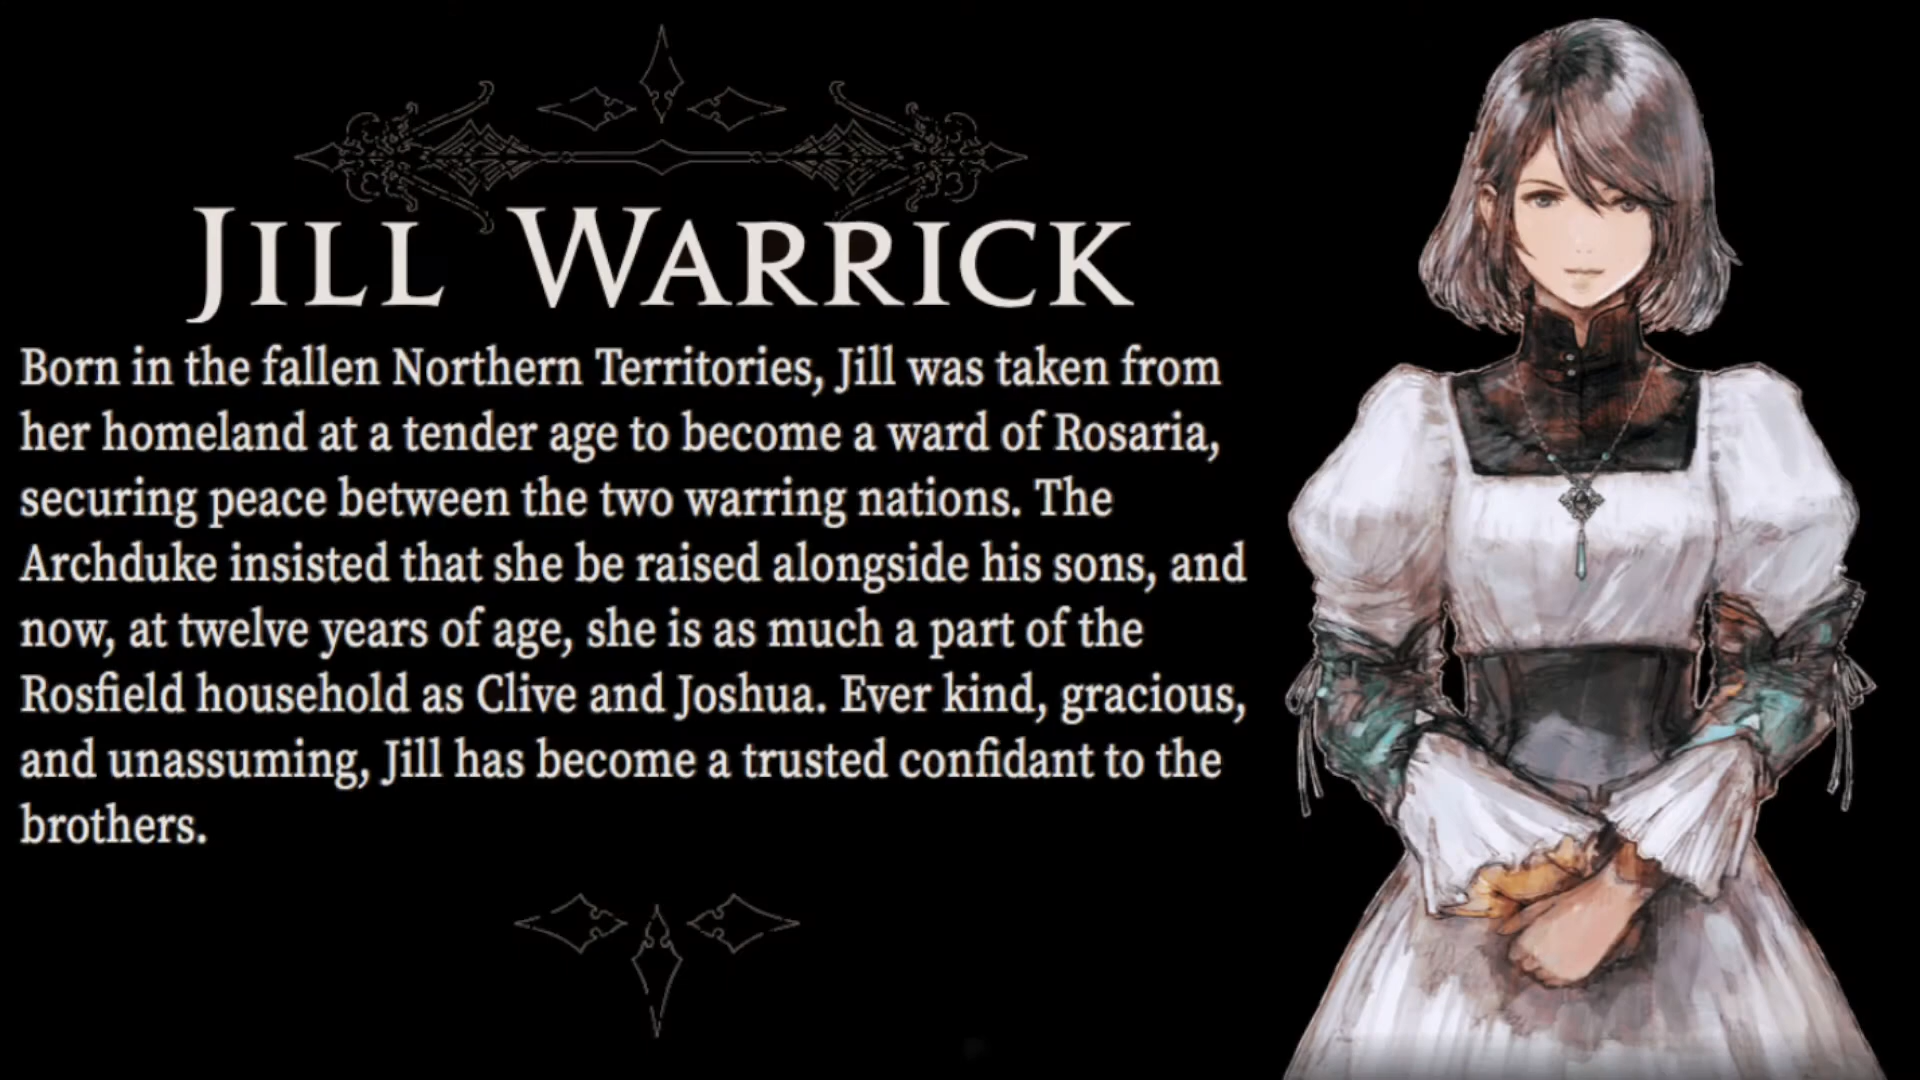 JILL WARRICK
Born in the fallen Northern Territories, Jill was taken from
her homeland at a tender age to become a ward of Rosaria,
securing peace between the two warring nations. The
Archduke insisted that she be raised alongside his sons, and
now, at twelve years of age, she is as much a part of the
Rosfield household as Clive and Joshua. Ever kind, gracious,
and unassuming, Jill has become a trusted confidant to the
brothers.